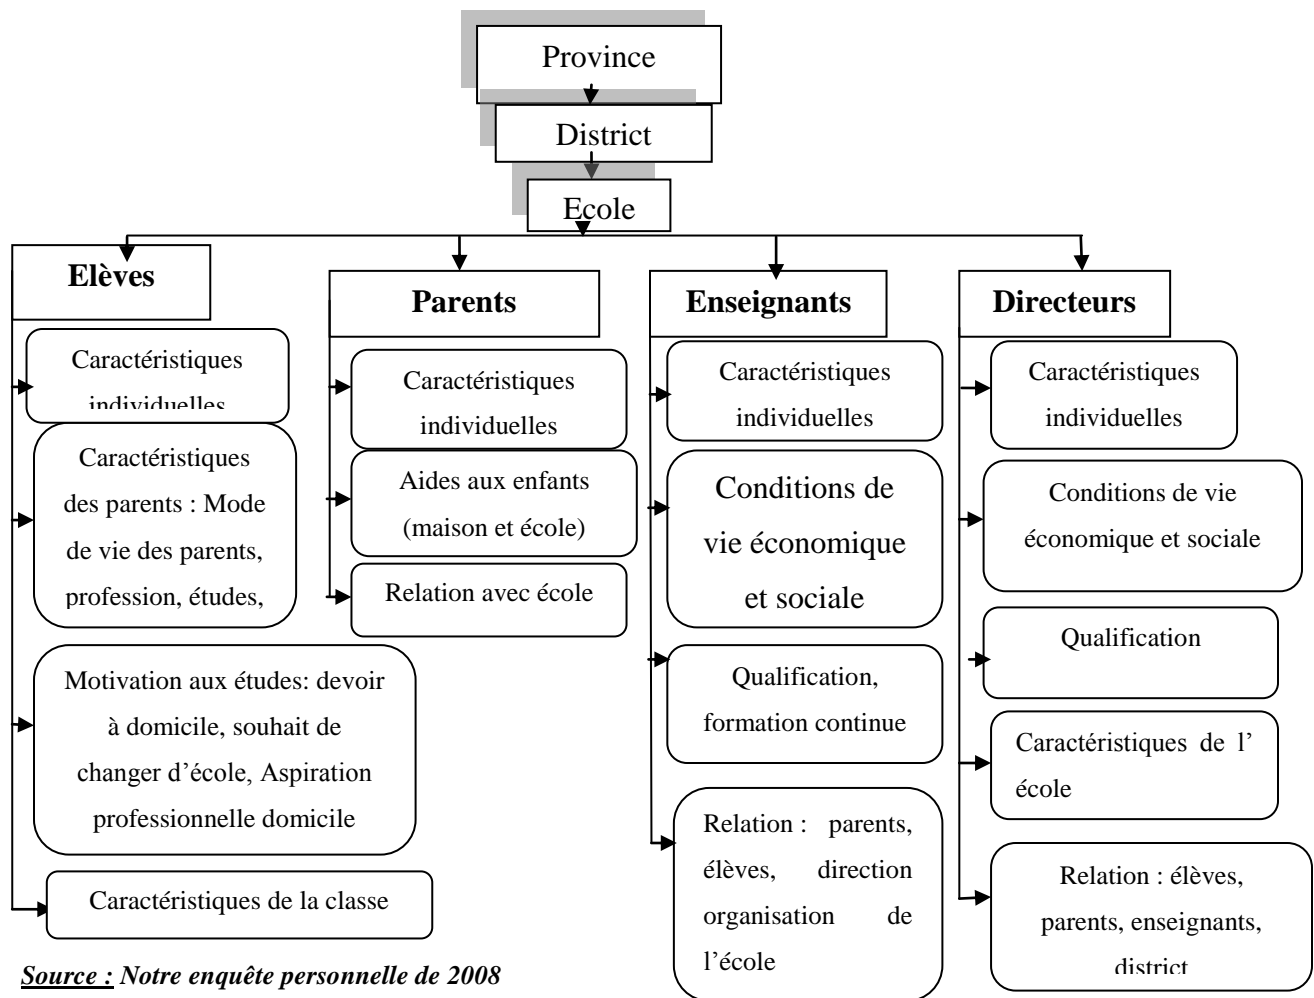 Province
District
Ecole
Elèves
Caractéristiques
individuelles
Caractéristiques
des parents : Mode
de vie des parents,
profession, études,
Motivation aux études: devoir
à domicile, souhait de
changer d’école, Aspiration
professionnelle domicile
Caractéristiques de la classe
Parents
Caractéristiques
individuelles
Aides aux enfants
(maison et école)
Relation avec école
Enseignants
Caractéristiques
individuelles
Conditions de
vie économique
et sociale
Qualification,
formation continue
Relation : parents,
élèves, direction
organisation de
l’école
Directeurs
Caractéristiques
individuelles
Conditions de vie
économique et sociale
Qualification
Caractéristiques de l’
école
Relation : élèves,
parents, enseignants,
district
Source : Notre enquête personnelle de 2008